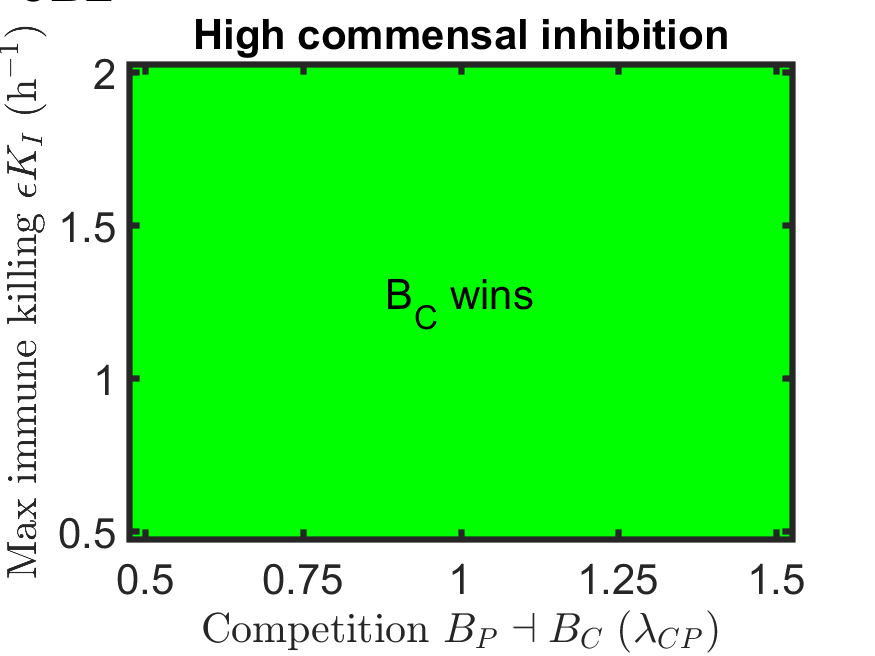 High commensal inhibition
Max immune killing ϵK_I (h⁻¹)
2
1.5
1
0.5
B_C wins
0.5 0.75 1 1.25 1.5
Competition B_P ⊣ B_C (λ_CP)